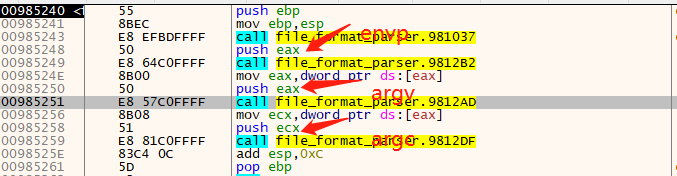 00985240 55 push ebp
00985241 8BEC mov ebp,esp
00985243 E8 EFBDFFFF call file_format_parser.981037
00985248 50 push eax envp
00985249 E8 64C0FFFF call file_format_parser.9812B2
0098524E 8B00 mov eax,dword ptr ds:[eax]
00985250 50 push eax argv
00985251 E8 57C0FFFF call file_format_parser.9812AD
00985256 8B08 mov ecx,dword ptr ds:[eax]
00985258 51 push ecx argc
00985259 E8 81C0FFFF call file_format_parser.9812DF
0098525E 83C4 0C add esp,0xC
00985261 5D pop ebp